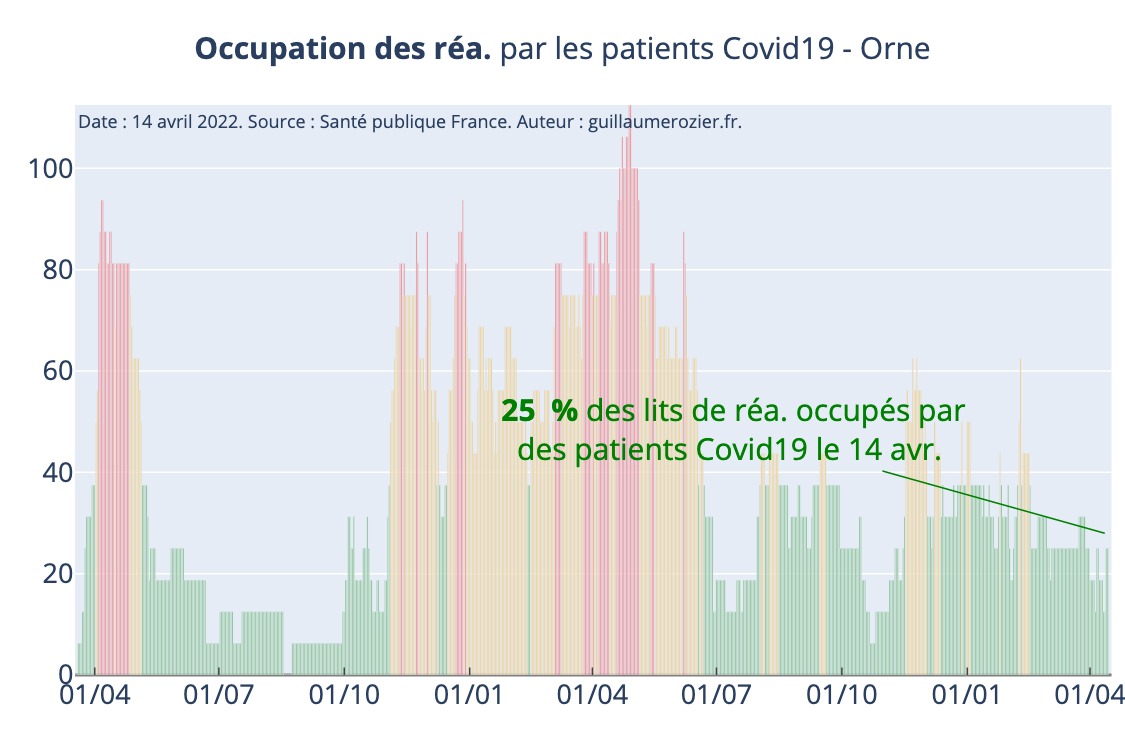 Occupation des réa. par les patients Covid19 - Orne
Date : 14 avril 2022. Source : Santé publique France. Auteur : guillaumerozier.fr.
100
80
60
40
20
0
25 % des lits de réa. occupés par
des patients Covid19 le 14 avr.
01/04 01/07 01/10 01/01 01/04 01/07 01/10 01/01 01/04